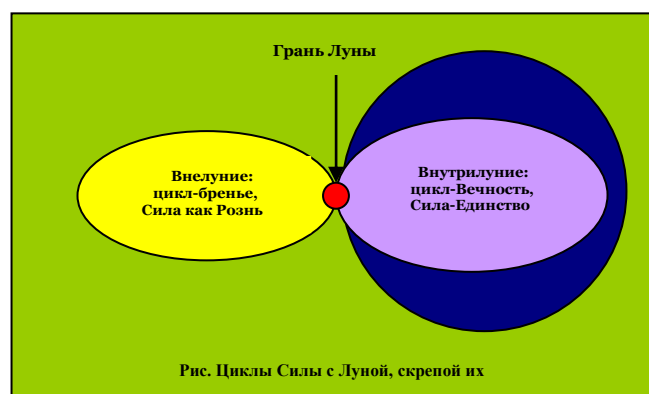 Грань Луны
Внелуние:
цикл-бренье,
Сила как Рознь
Внутрилуние:
цикл-Вечность,
Сила-Единство
Рис. Циклы Силы с Луной, скрепой их